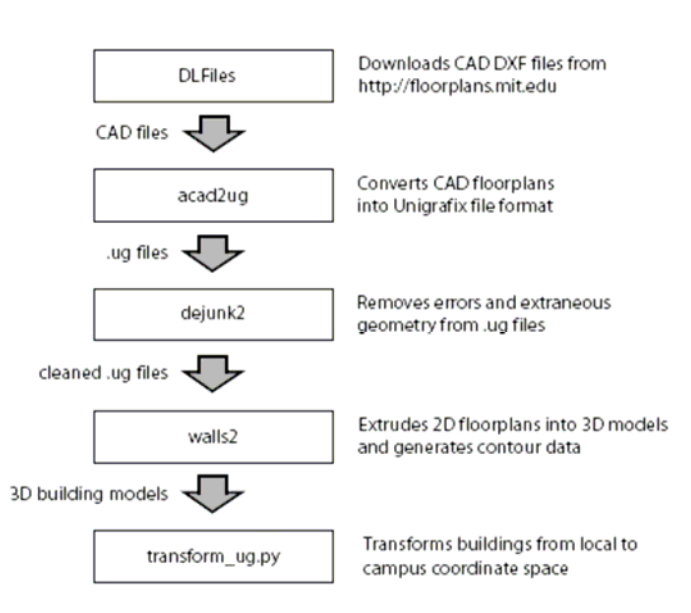 DLFiles
Downloads CAD DXF files from
http://floorplans.mit.edu
CAD files
acad2ug
Converts CAD floorplans
into Unigrafix file format
.ug files
dejunk2
Removes errors and extraneous
geometry from .ug files
cleaned .ug files
walls2
Extrudes 2D floorplans into 3D models
and generates contour data
3D building models
transform_ug.py
Transforms buildings from local to
campus coordinate space